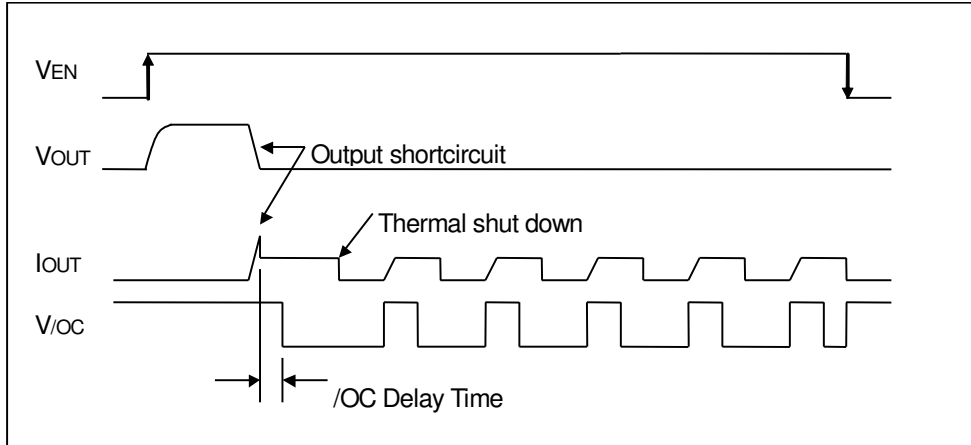 VEN
VOUT
Output shortcircuit
Thermal shut down
IOUT
V/OC
/OC Delay Time